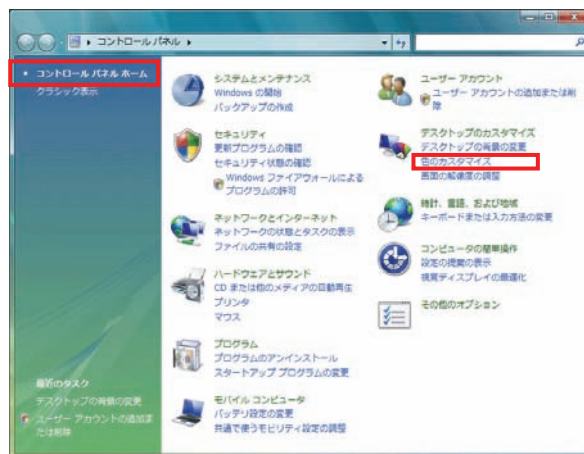 コントロール パネル
コントロール パネル ホーム
クラシック表示
システムとメンテナンス
Windows の開始
バックアップの作成
セキュリティ
更新プログラムの確認
セキュリティ状態の確認
Windows ファイアウォールによる
プログラムの許可
ネットワークとインターネット
ネットワークの状態とタスクの表示
ファイルの共有の設定
ハードウェアとサウンド
CD または他のメディアの自動再生
プリンタ
マウス
プログラム
プログラムのアンインストール
スタートアップ プログラムの変更
モバイル コンピュータ
バッテリ設定の変更
共通で使うモビリティ設定の調整
ユーザー アカウント
ユーザー アカウントの追加または削
除
デスクトップのカスタマイズ
デスクトップの背景の変更
色のカスタマイズ
画面の解像度の調整
時計、言語、および地域
キーボードまたは入力方法の変更
コンピュータの簡単操作
設定の提案の表示
視覚ディスプレイの最適化
その他のオプション
最近のタスク
デスクトップの背景の変更
ユーザー アカウントの追加ま
たは削除